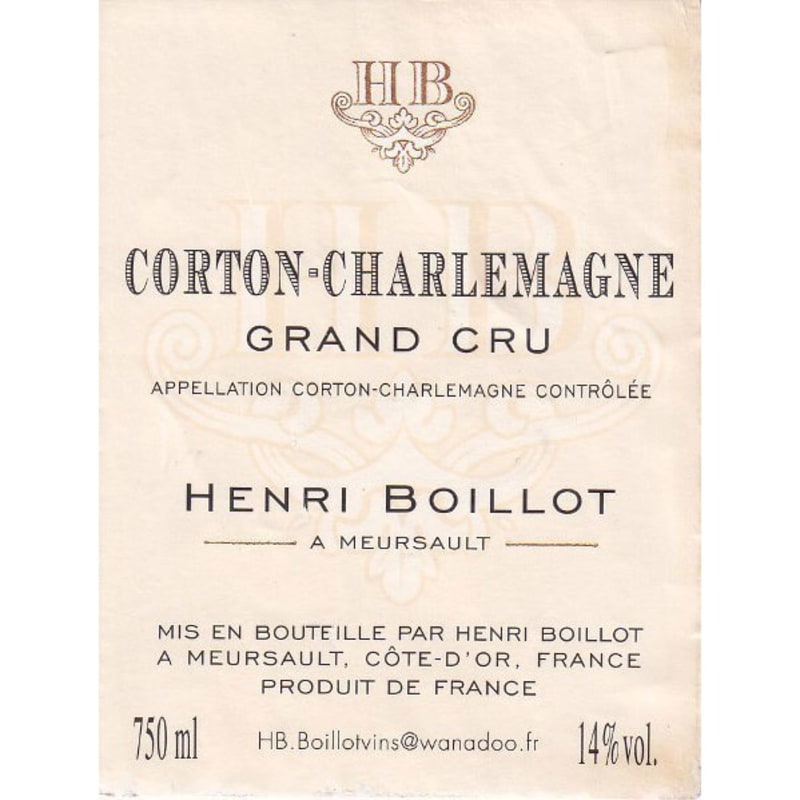 HB
CORTON-CHARLEMAGNE
GRAND CRU
APPELLATION CORTON-CHARLEMAGNE CONTRÔLÉE
HENRI BOILLOT
A MEURSAULT
MIS EN BOUTEILLE PAR HENRI BOILLOT
A MEURSAULT, CÔTE-D'OR, FRANCE
PRODUIT DE FRANCE
750 ml HB.Boillotvins@wanadoo.fr 14% vol.